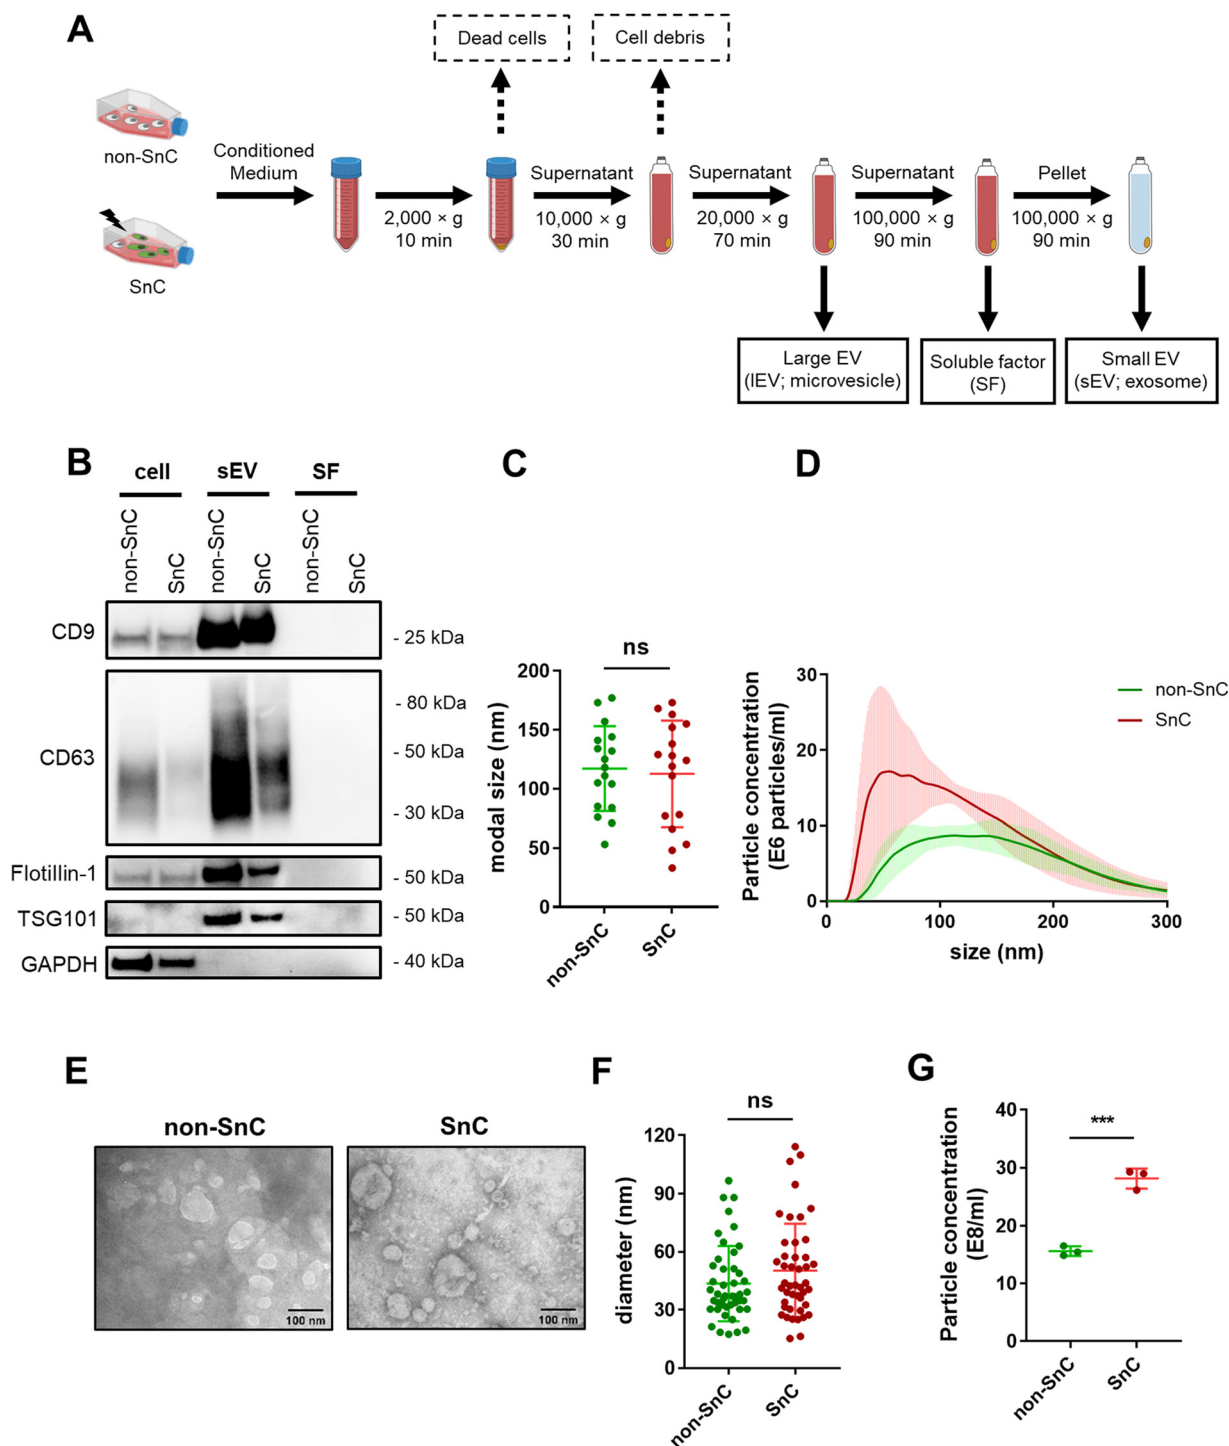 A
Dead cells
Cell debris
non-SnC
SnC
Conditioned
Medium
2,000 × g
10 min
Supernatant
10,000 × g
30 min
Supernatant
20,000 × g
70 min
Supernatant
100,000 × g
90 min
Pellet
100,000 × g
90 min
Large EV
(lEV; microvesicle)
Soluble factor
(SF)
Small EV
(sEV; exosome)
B
cell
sEV
SF
non-SnC
SnC
non-SnC
SnC
non-SnC
SnC
CD9
- 25 kDa
CD63
- 80 kDa
- 50 kDa
- 30 kDa
Flotillin-1
- 50 kDa
TSG101
- 50 kDa
GAPDH
- 40 kDa
C
ns
modal size (nm)
200
150
100
50
0
non-SnC
SnC
D
Particle concentration
(E6 particles/ml)
30
20
10
0
0
100
200
300
size (nm)
non-SnC
SnC
E
non-SnC
SnC
100 nm
100 nm
F
ns
diameter (nm)
120
90
60
30
0
non-SnC
SnC
G
***
Particle concentration
(E8/ml)
40
30
20
10
0
non-SnC
SnC